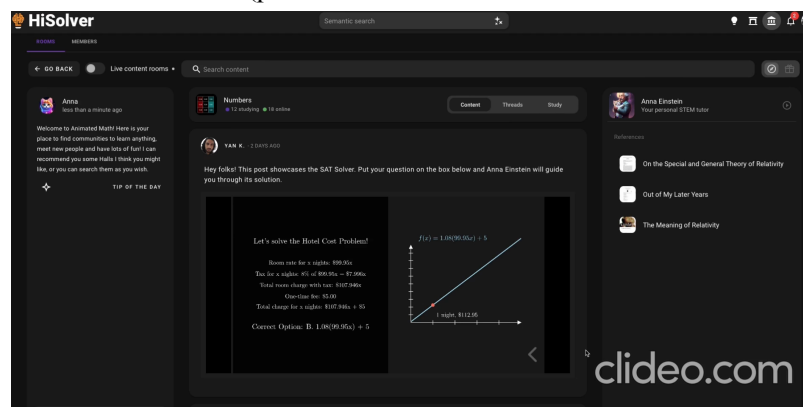 HiSolver
Semantic search
ROOMS MEMBERS
GO BACK
Live content rooms
Search content
Anna
less than a minute ago
Welcome to Animated Math! Here is your
place to find communities to learn anything,
meet new people and have lots of fun! I can
recommend you some Halls I think you might
like, or you can search them as you wish.
TIP OF THE DAY
Numbers
12 studying 16 online
Content Threads Study
YAN K. · 2 DAYS AGO
Hey folks! This post showcases the SAT Solver. Put your question on the box below and Anna Einstein will guide
you through its solution.
Let's solve the Hotel Cost Problem!
Room rate for x nights: $99.95x
Tax for x nights: 8% of $99.95x = $7.996x
Total room charge with tax: $107.946x
One-time fee: $5.00
Total charge for x nights: $107.946x + $5
Correct Option: B. 1.08(99.95x) + 5
f(x) = 1.08(99.95x) + 5
1 night, $112.95
Anna Einstein
Your personal STEM tutor
References
On the Special and General Theory of Relativity
Out of My Later Years
The Meaning of Relativity
clideo.com